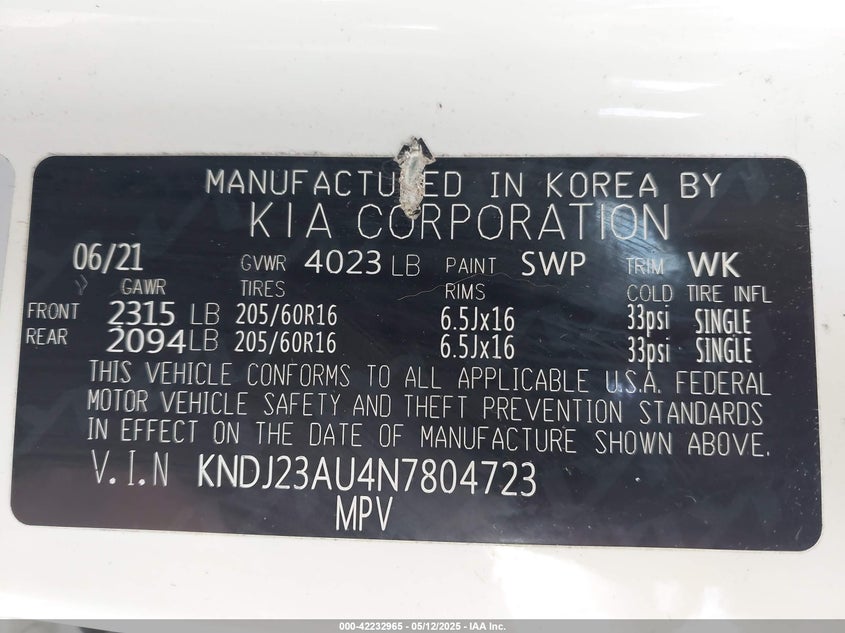 MANUFACTURED IN KOREA BY
KIA CORPORATION
06/21 GVWR 4023 LB PAINT SWP TRIM WK
GAWR TIRES RIMS COLD TIRE INFL
FRONT 2315 LB 205/60R16 6.5Jx16 33psi SINGLE
REAR 2094 LB 205/60R16 6.5Jx16 33psi SINGLE
THIS VEHICLE CONFORMS TO ALL APPLICABLE U.S.A. FEDERAL
MOTOR VEHICLE SAFETY AND THEFT PREVENTION STANDARDS
IN EFFECT ON THE DATE OF MANUFACTURE SHOWN ABOVE.
V.I.N KNDJ23AU4N7804723
MPV
000-42232965 - 05/12/2025 - IAA Inc.